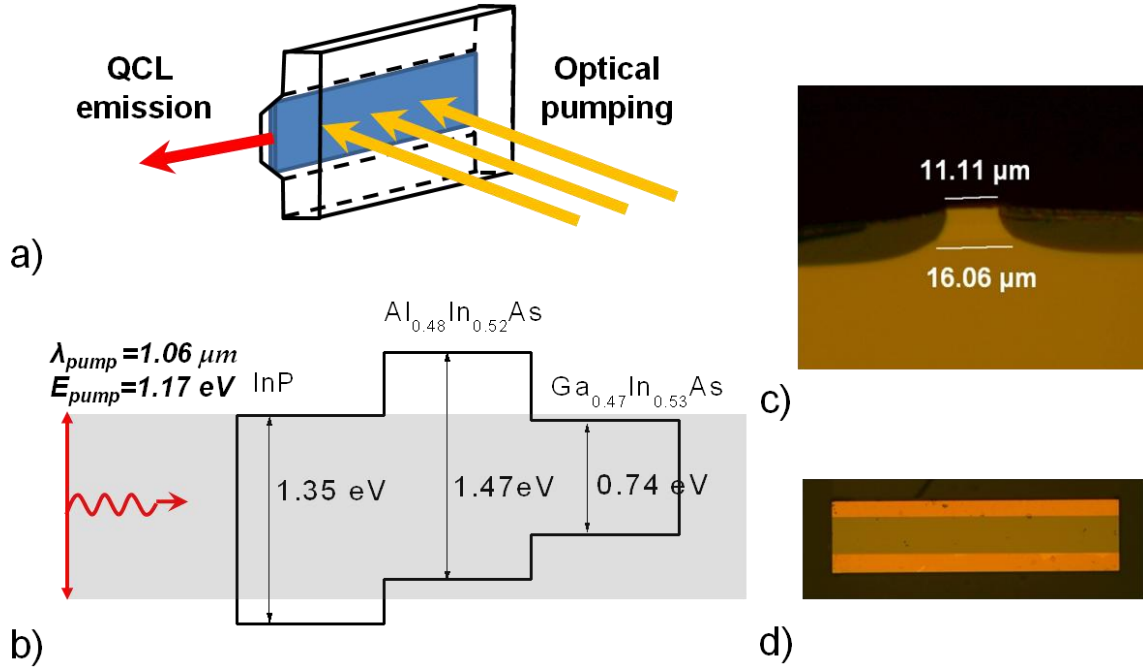 QCL
emission
Optical
pumping
a)
λpump =1.06 μm
Epump=1.17 eV
InP
Al0.48In0.52As
Ga0.47In0.53As
1.35 eV
1.47eV
0.74 eV
b)
11.11 μm
16.06 μm
c)
d)